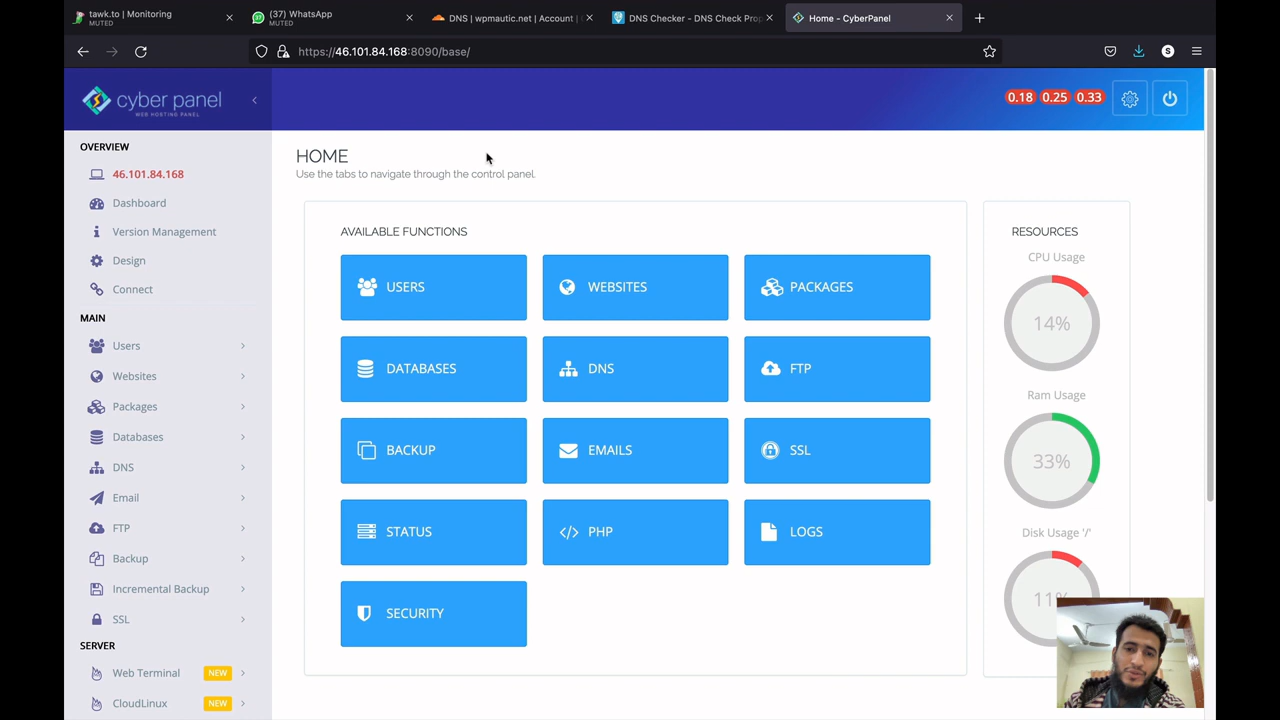 tawk.to | Monitoring
MUTED
(37) WhatsApp
MUTED
DNS | wpmautic.net | Account |
DNS Checker - DNS Check Pro
Home - CyberPanel
https://46.101.84.168:8090/base/
S
cyber panel
WEB HOSTING PANEL
0.18 0.25 0.33
OVERVIEW
46.101.84.168
Dashboard
Version Management
Design
Connect
MAIN
Users
Websites
Packages
Databases
DNS
Email
FTP
Backup
Incremental Backup
SSL
SERVER
Web Terminal NEW
CloudLinux NEW
HOME
Use the tabs to navigate through the control panel.
AVAILABLE FUNCTIONS
USERS
WEBSITES
PACKAGES
DATABASES
DNS
FTP
BACKUP
EMAILS
SSL
STATUS
PHP
LOGS
SECURITY
RESOURCES
CPU Usage
14%
Ram Usage
33%
Disk Usage '/'
11%